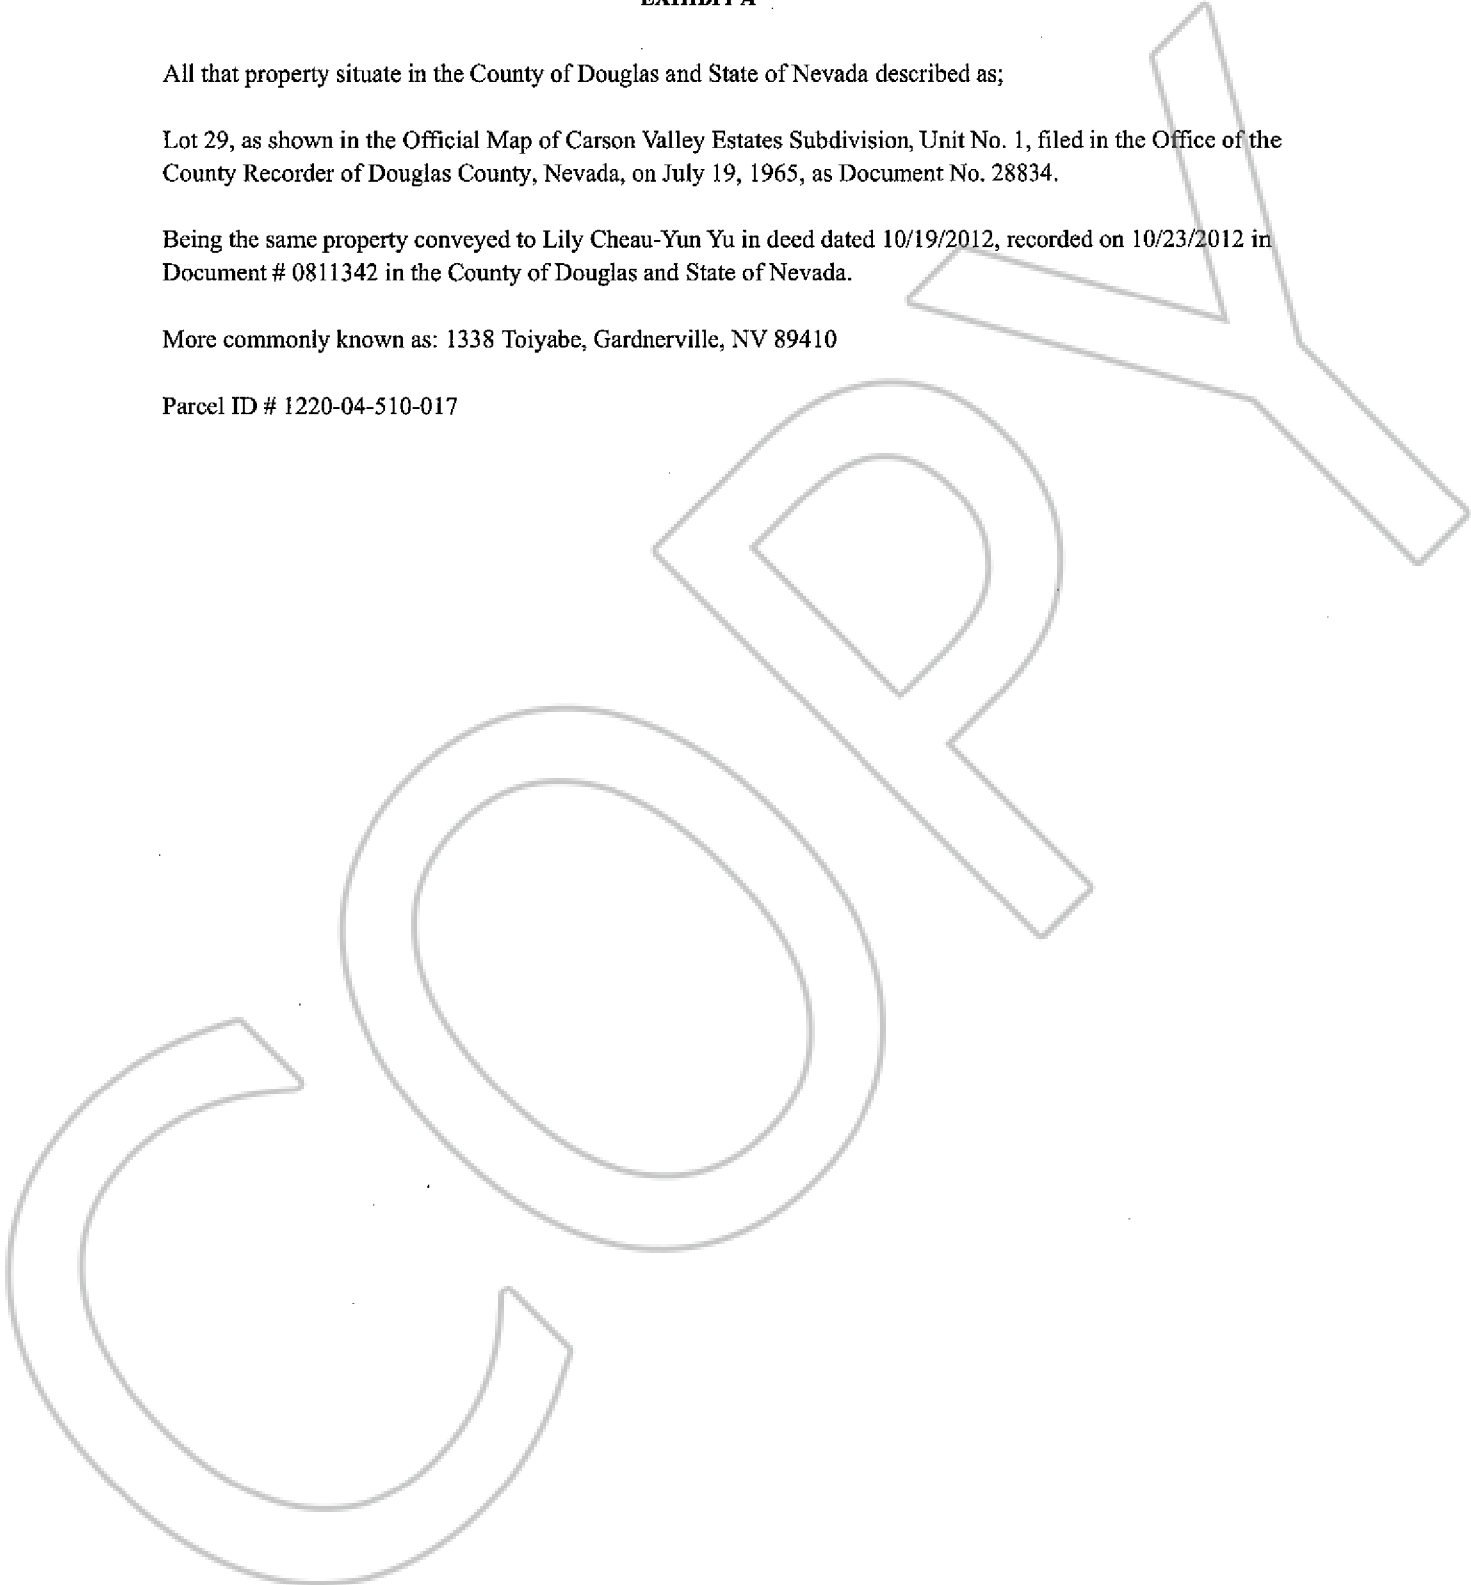 EXHIBIT A
All that property situate in the County of Douglas and State of Nevada described as;
Lot 29, as shown in the Official Map of Carson Valley Estates Subdivision, Unit No. 1, filed in the Office of the
County Recorder of Douglas County, Nevada, on July 19, 1965, as Document No. 28834.
Being the same property conveyed to Lily Cheau-Yun Yu in deed dated 10/19/2012, recorded on 10/23/2012 in
Document # 0811342 in the County of Douglas and State of Nevada.
More commonly known as: 1338 Toiyabe, Gardnerville, NV 89410
Parcel ID # 1220-04-510-017
COPY